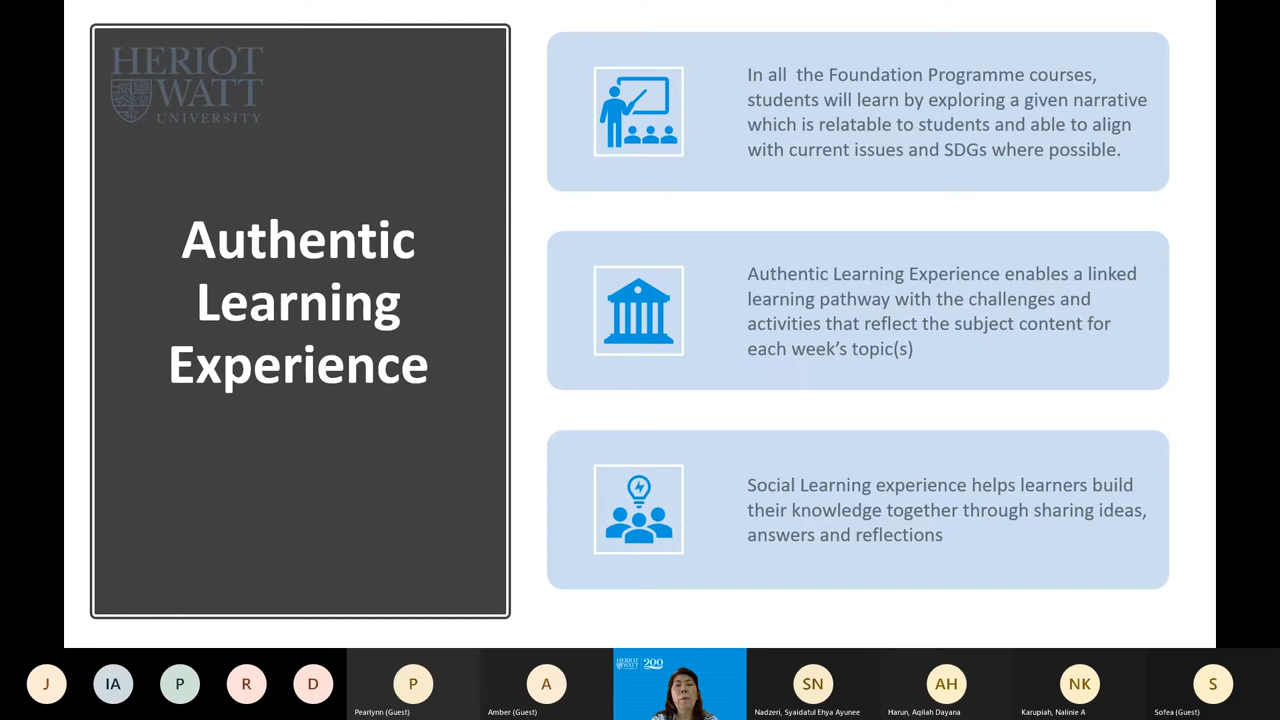 HERIOT
WATT
UNIVERSITY
Authentic
Learning
Experience
In all the Foundation Programme courses,
students will learn by exploring a given narrative
which is relatable to students and able to align
with current issues and SDGs where possible.
Authentic Learning Experience enables a linked
learning pathway with the challenges and
activities that reflect the subject content for
each week's topic(s)
Social Learning experience helps learners build
their knowledge together through sharing ideas,
answers and reflections
J
IA
P
R
D
P
Pearlynn (Guest)
A
Amber (Guest)
HERIOT
WATT
200
SN
Nadzeri, Syaidatul Ehya Ayunee
AH
Harun, Aqilah Dayana
NK
Karupiah, Nalinie A
S
Sofea (Guest)